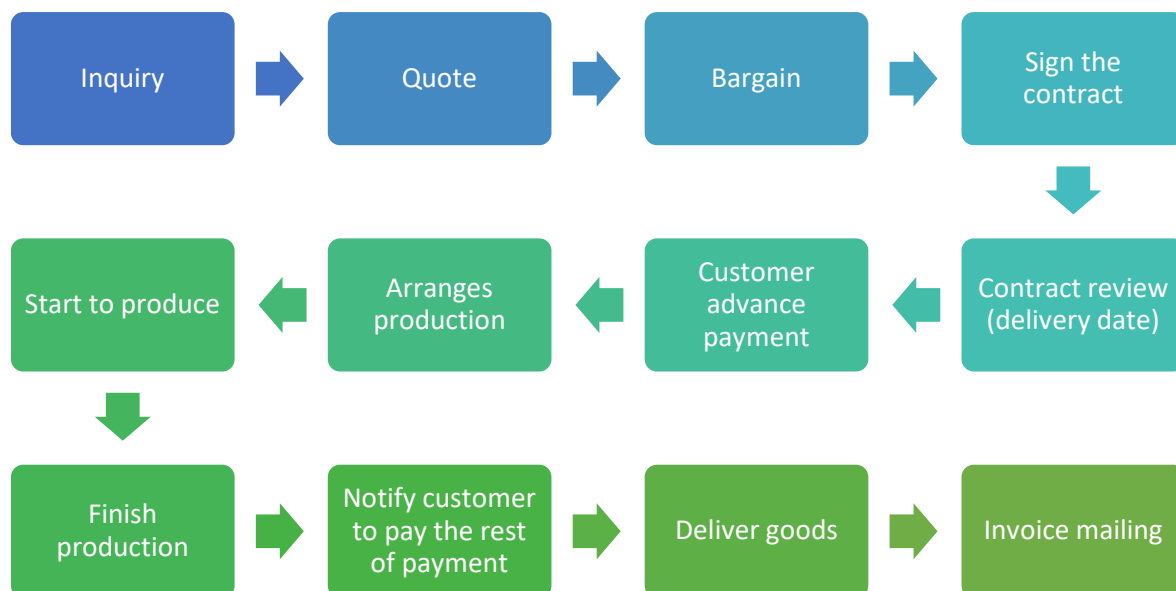 Inquiry
Quote
Bargain
Sign the
contract
Contract review
(delivery date)
Customer
advance
payment
Arranges
production
Start to produce
Finish
production
Notify customer
to pay the rest
of payment
Deliver goods
Invoice mailing